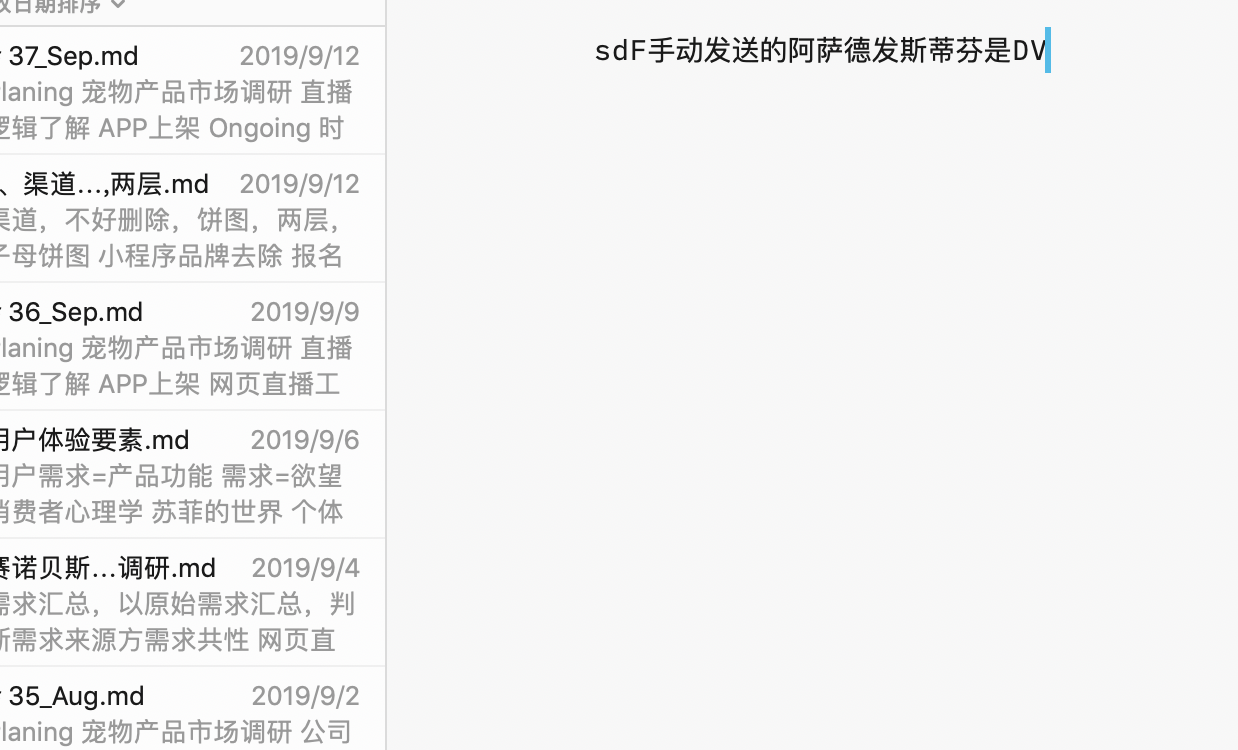 日期排序
37_Sep.md 2019/9/12
laning 宠物产品市场调研 直播
逻辑了解 APP上架 Ongoing 时
、渠道...,两层.md 2019/9/12
渠道，不好删除，饼图，两层，
子母饼图 小程序品牌去除 报名
36_Sep.md 2019/9/9
laning 宠物产品市场调研 直播
逻辑了解 APP上架 网页直播工
用户体验要素.md 2019/9/6
用户需求=产品功能 需求=欲望
消费者心理学 苏菲的世界 个体
赛诺贝斯...调研.md 2019/9/4
需求汇总，以原始需求汇总，判
断需求来源方需求共性 网页直
35_Aug.md 2019/9/2
laning 宠物产品市场调研 公司
sdF手动发送的阿萨德发斯蒂芬是DV